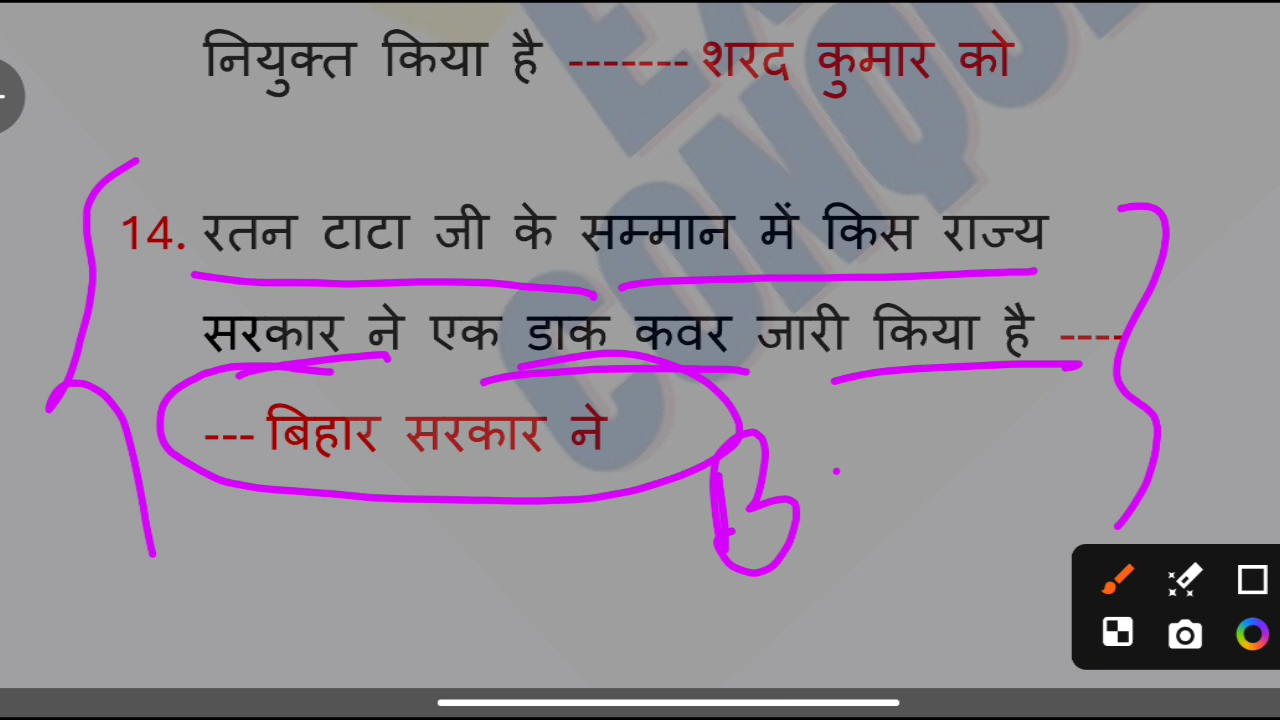 नियुक्त किया है ------- शरद कुमार को
14. रतन टाटा जी के सम्मान में किस राज्य
सरकार ने एक डाक कवर जारी किया है ----
--- बिहार सरकार ने
B